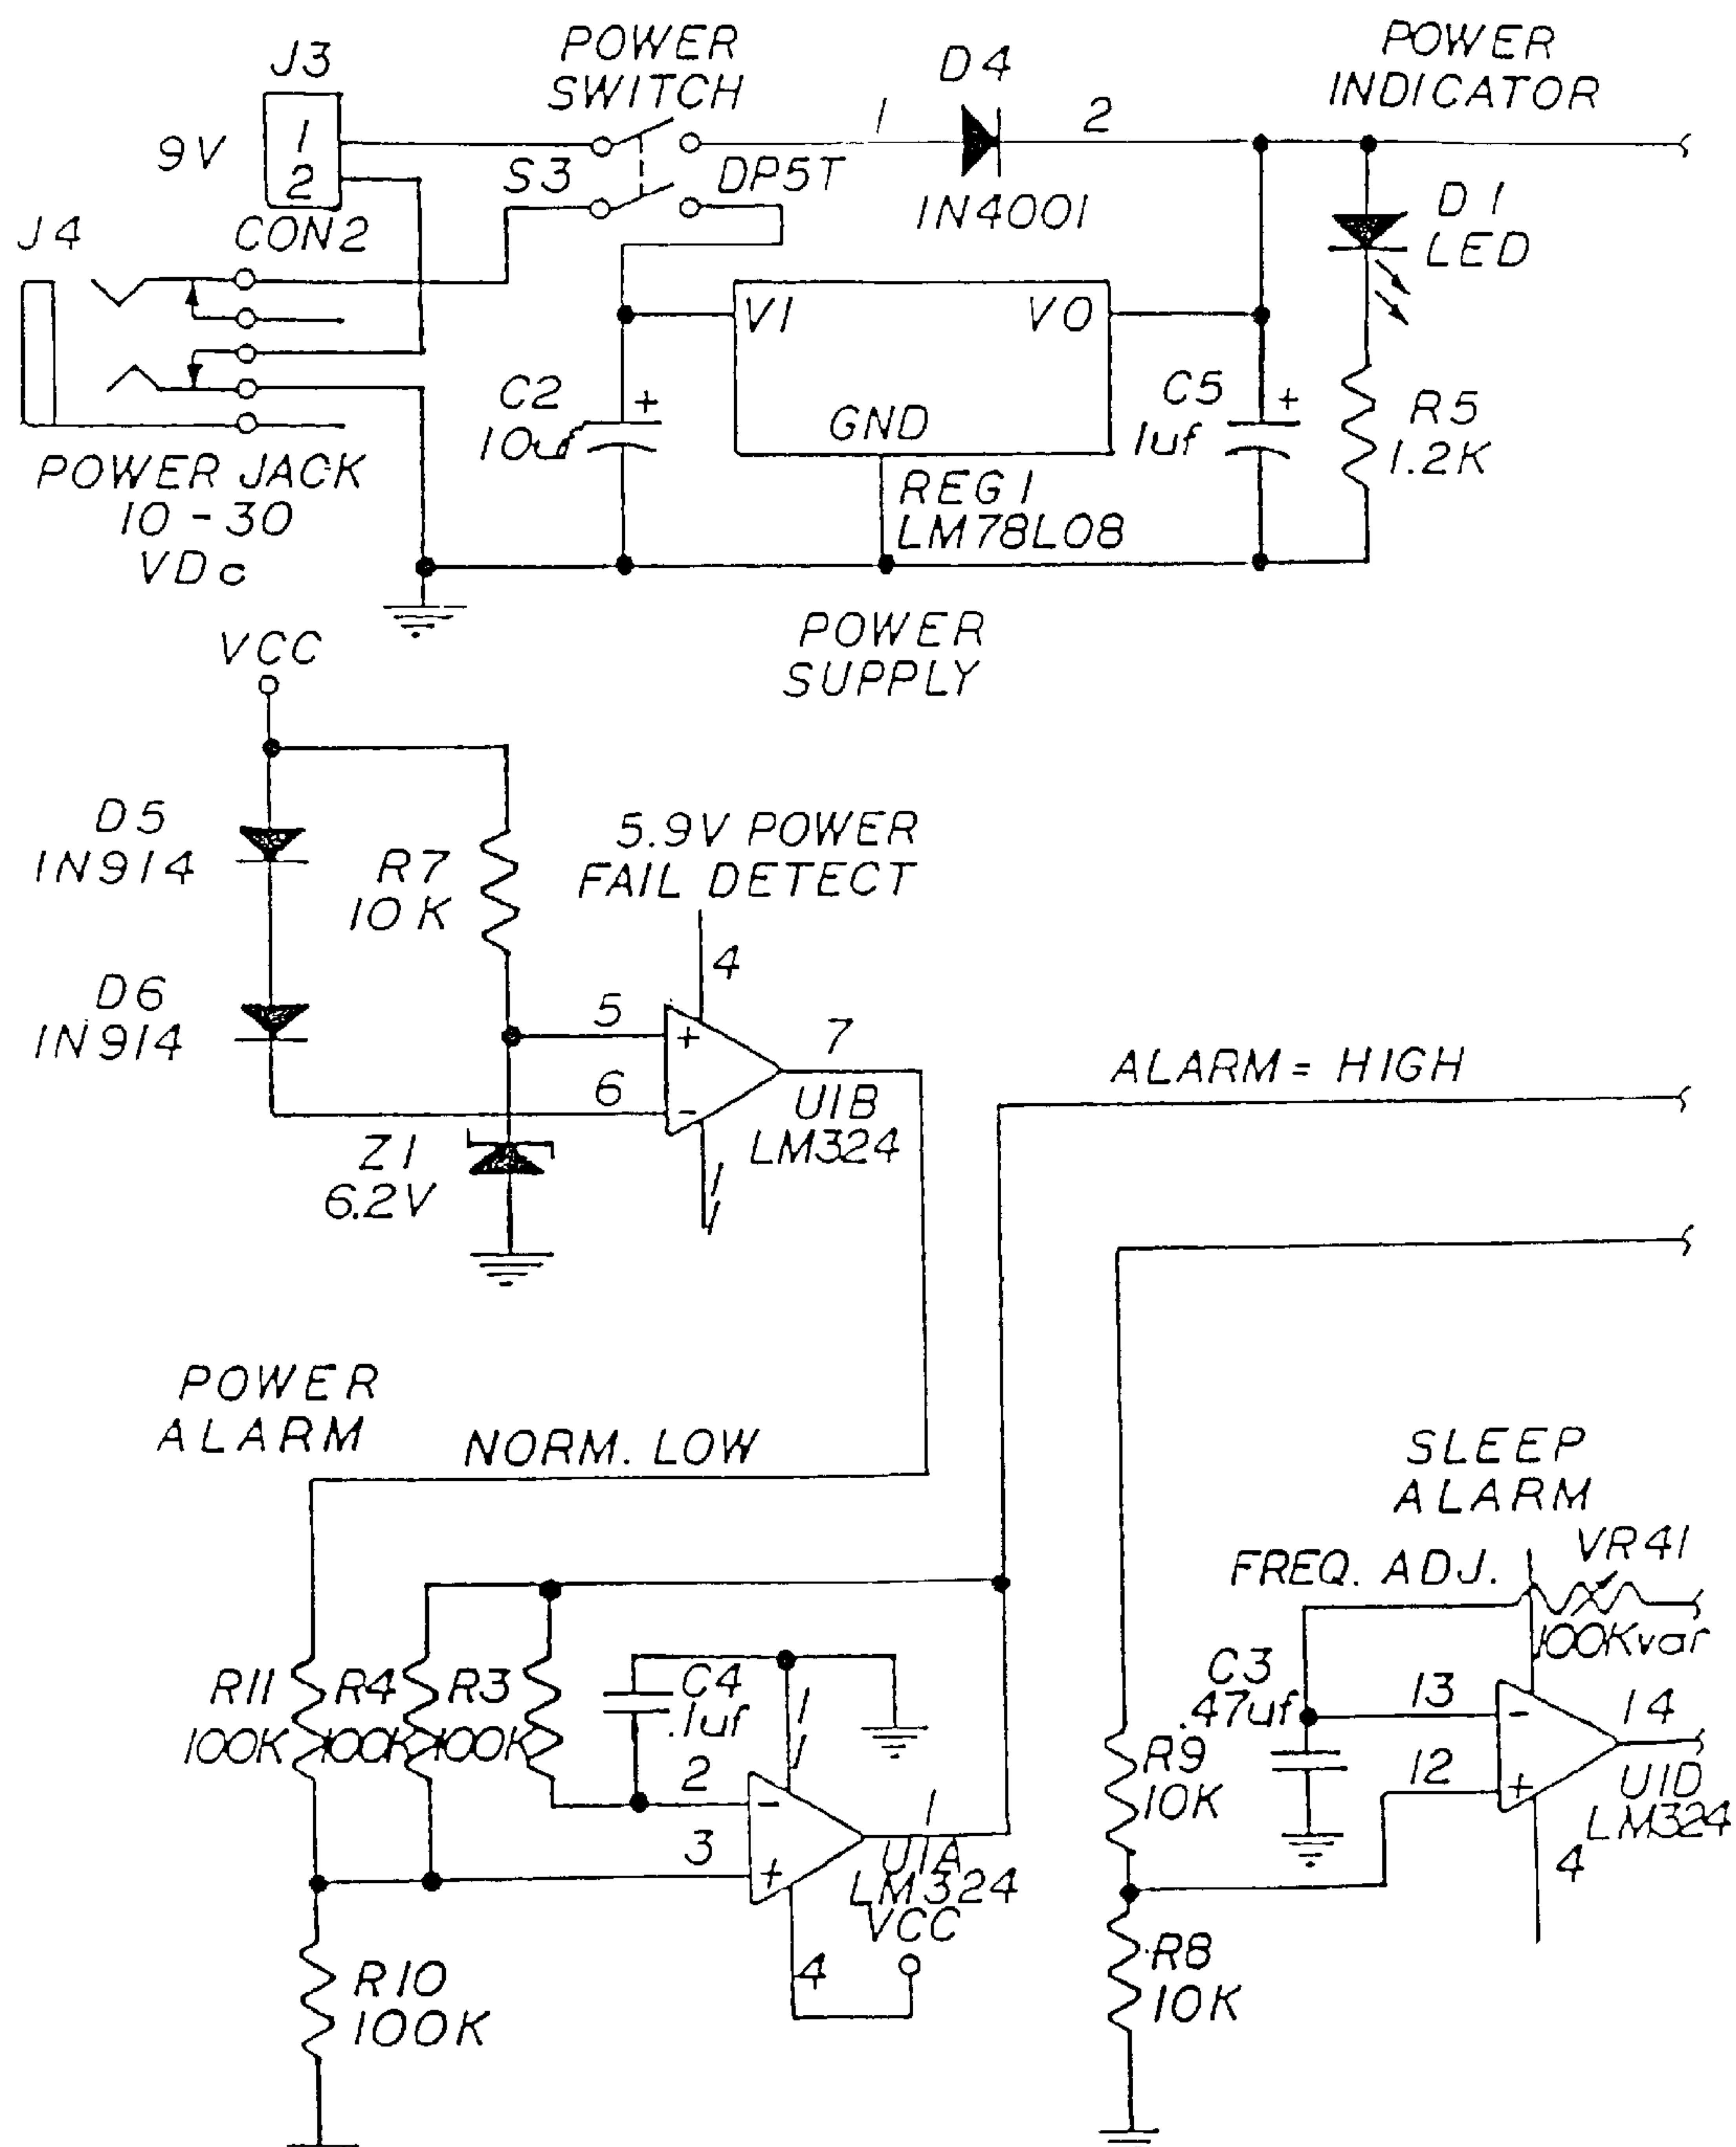 J3
POWER
SWITCH
D4
POWER
INDICATOR
9V
1
2
S3
DP5T
1
2
1N4001
J4
CON2
D1
LED
VI
VO
GND
C2
10uf
+
C5
1uf
+
R5
1.2K
REG1
LM78L08
POWER JACK
10-30
VDc
POWER
SUPPLY
VCC
D5
1N914
R7
10K
5.9V POWER
FAIL DETECT
4
D6
1N914
5
+
6
-
7
U1B
LM324
11
Z1
6.2V
ALARM = HIGH
POWER
ALARM
NORM. LOW
SLEEP
ALARM
FREQ. ADJ.
VR41
100Kvar
R11
100K
R4
100K
R3
100K
C4
.1uf
11
2
-
3
+
1
U1A
LM324
VCC
4
C3
.47uf
13
-
12
+
14
U1D
LM324
4
R9
10K
R10
100K
R8
10K